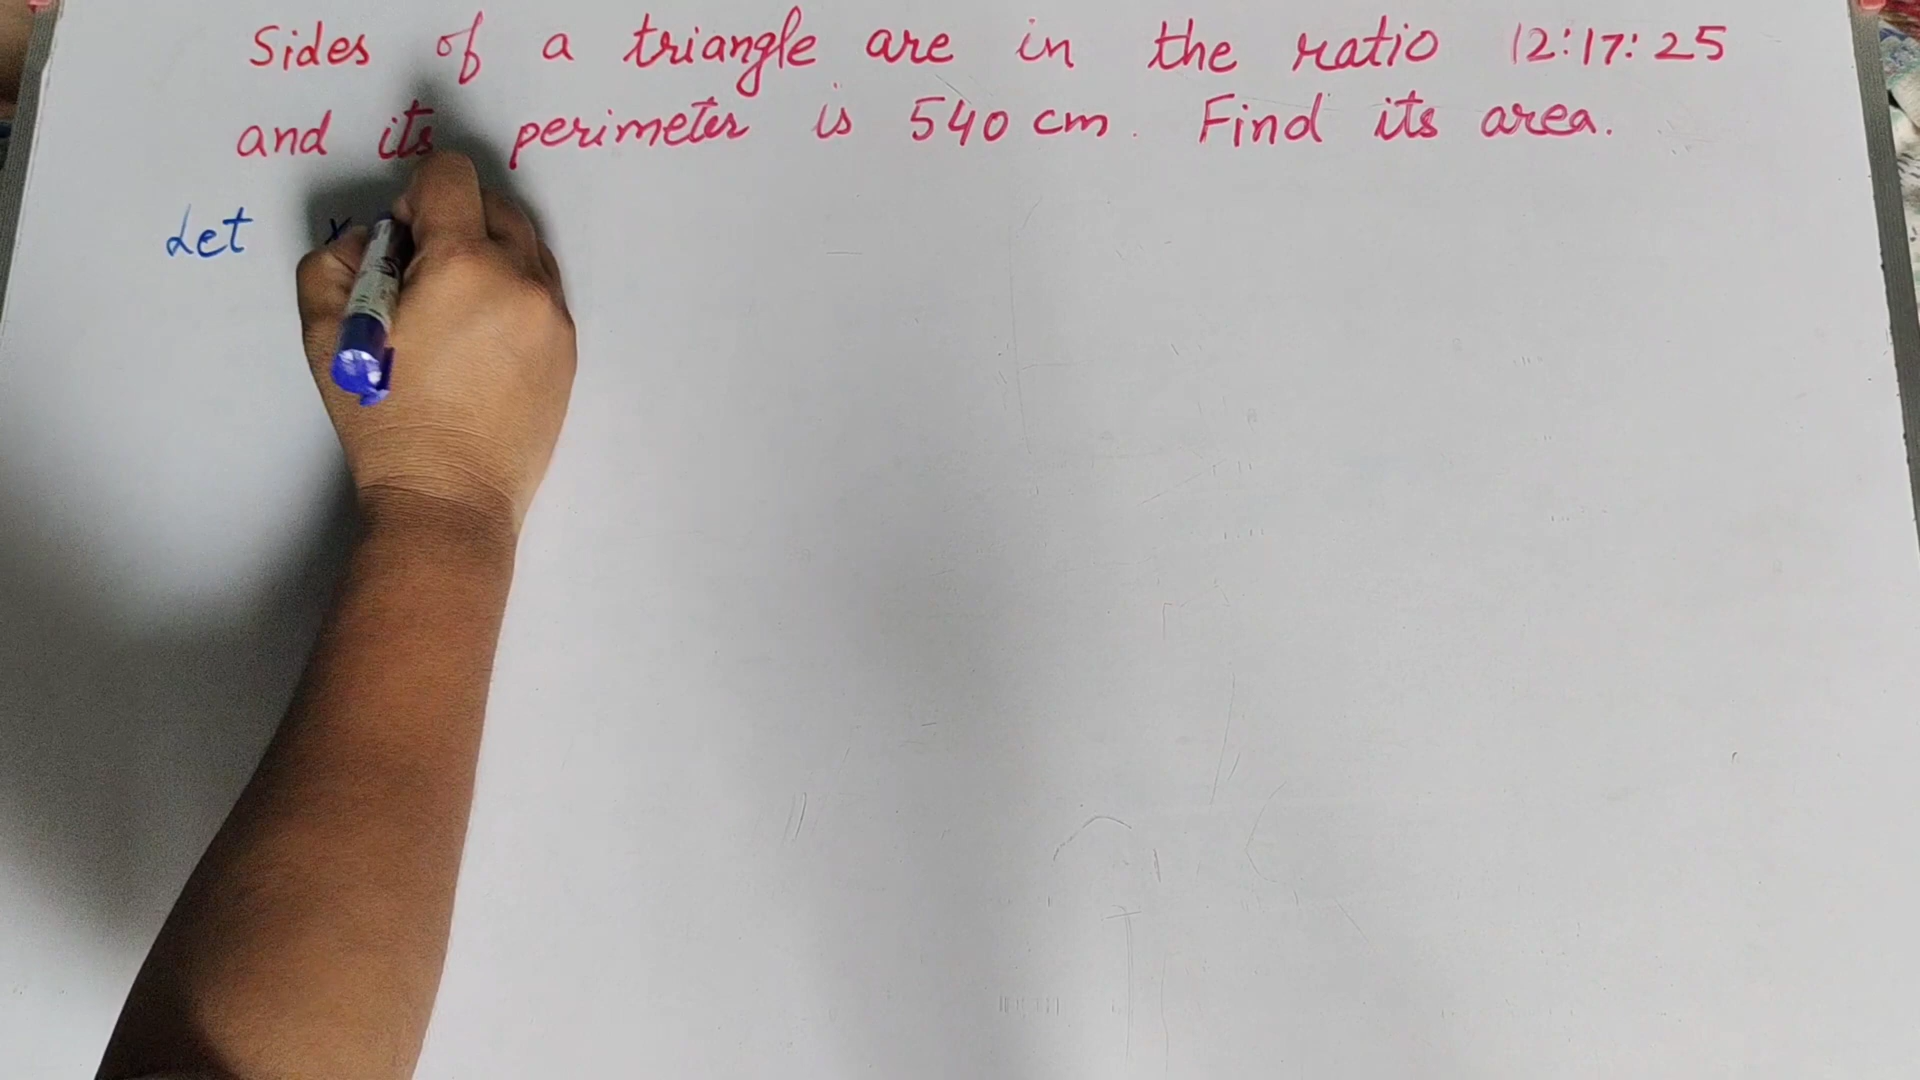 Sides of a triangle are in the ratio 12:17:25
and its perimeter is 540 cm. Find its area.
Let x